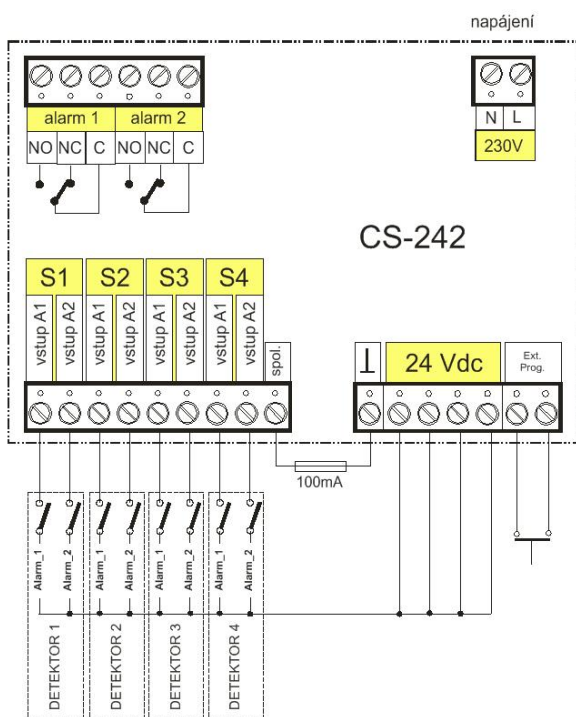 napájení
alarm 1 alarm 2
NO NC C NO NC C
N L
230V
CS-242
S1 S2 S3 S4
vstup A1 vstup A2 vstup A1 vstup A2 vstup A1 vstup A2 vstup A1 vstup A2 spol.
24 Vdc
Ext.
Prog.
100mA
Alarm_1 Alarm_2 Alarm_1 Alarm_2 Alarm_1 Alarm_2 Alarm_1 Alarm_2
DETEKTOR 1 DETEKTOR 2 DETEKTOR 3 DETEKTOR 4